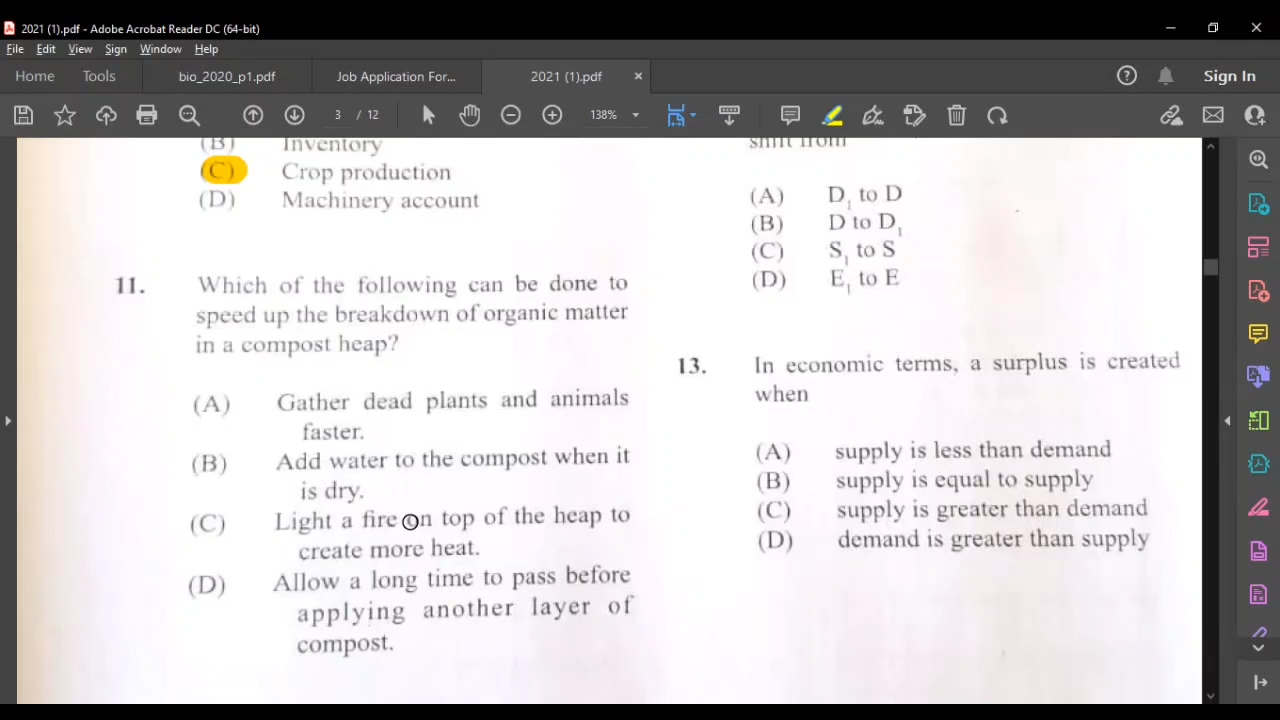 2021 (1).pdf - Adobe Acrobat Reader DC (64-bit)
File Edit View Sign Window Help
Home Tools bio_2020_p1.pdf Job Application For... 2021 (1).pdf × Sign In
3 / 12 138%
(B) Inventory
(C) Crop production
(D) Machinery account
11. Which of the following can be done to
speed up the breakdown of organic matter
in a compost heap?
(A) Gather dead plants and animals
faster.
(B) Add water to the compost when it
is dry.
(C) Light a fire on top of the heap to
create more heat.
(D) Allow a long time to pass before
applying another layer of
compost.
shift from
(A) D₁ to D
(B) D to D₁
(C) S₁ to S
(D) E₁ to E
13. In economic terms, a surplus is created
when
(A) supply is less than demand
(B) supply is equal to supply
(C) supply is greater than demand
(D) demand is greater than supply